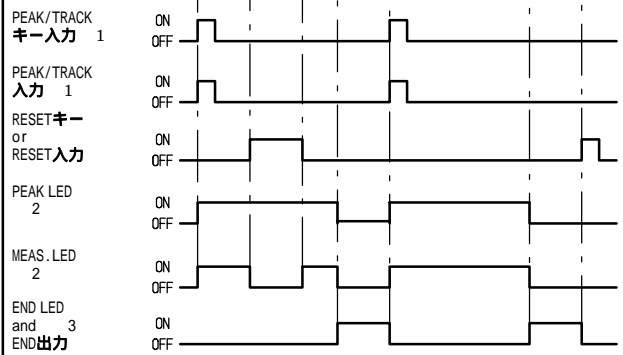 PEAK/TRACK
キー入力 1
ON
OFF
PEAK/TRACK
入力 1
ON
OFF
RESETキー
or
RESET入力
ON
OFF
PEAK LED
2
ON
OFF
MEAS.LED
2
ON
OFF
END LED
and 3
END出力
ON
OFF